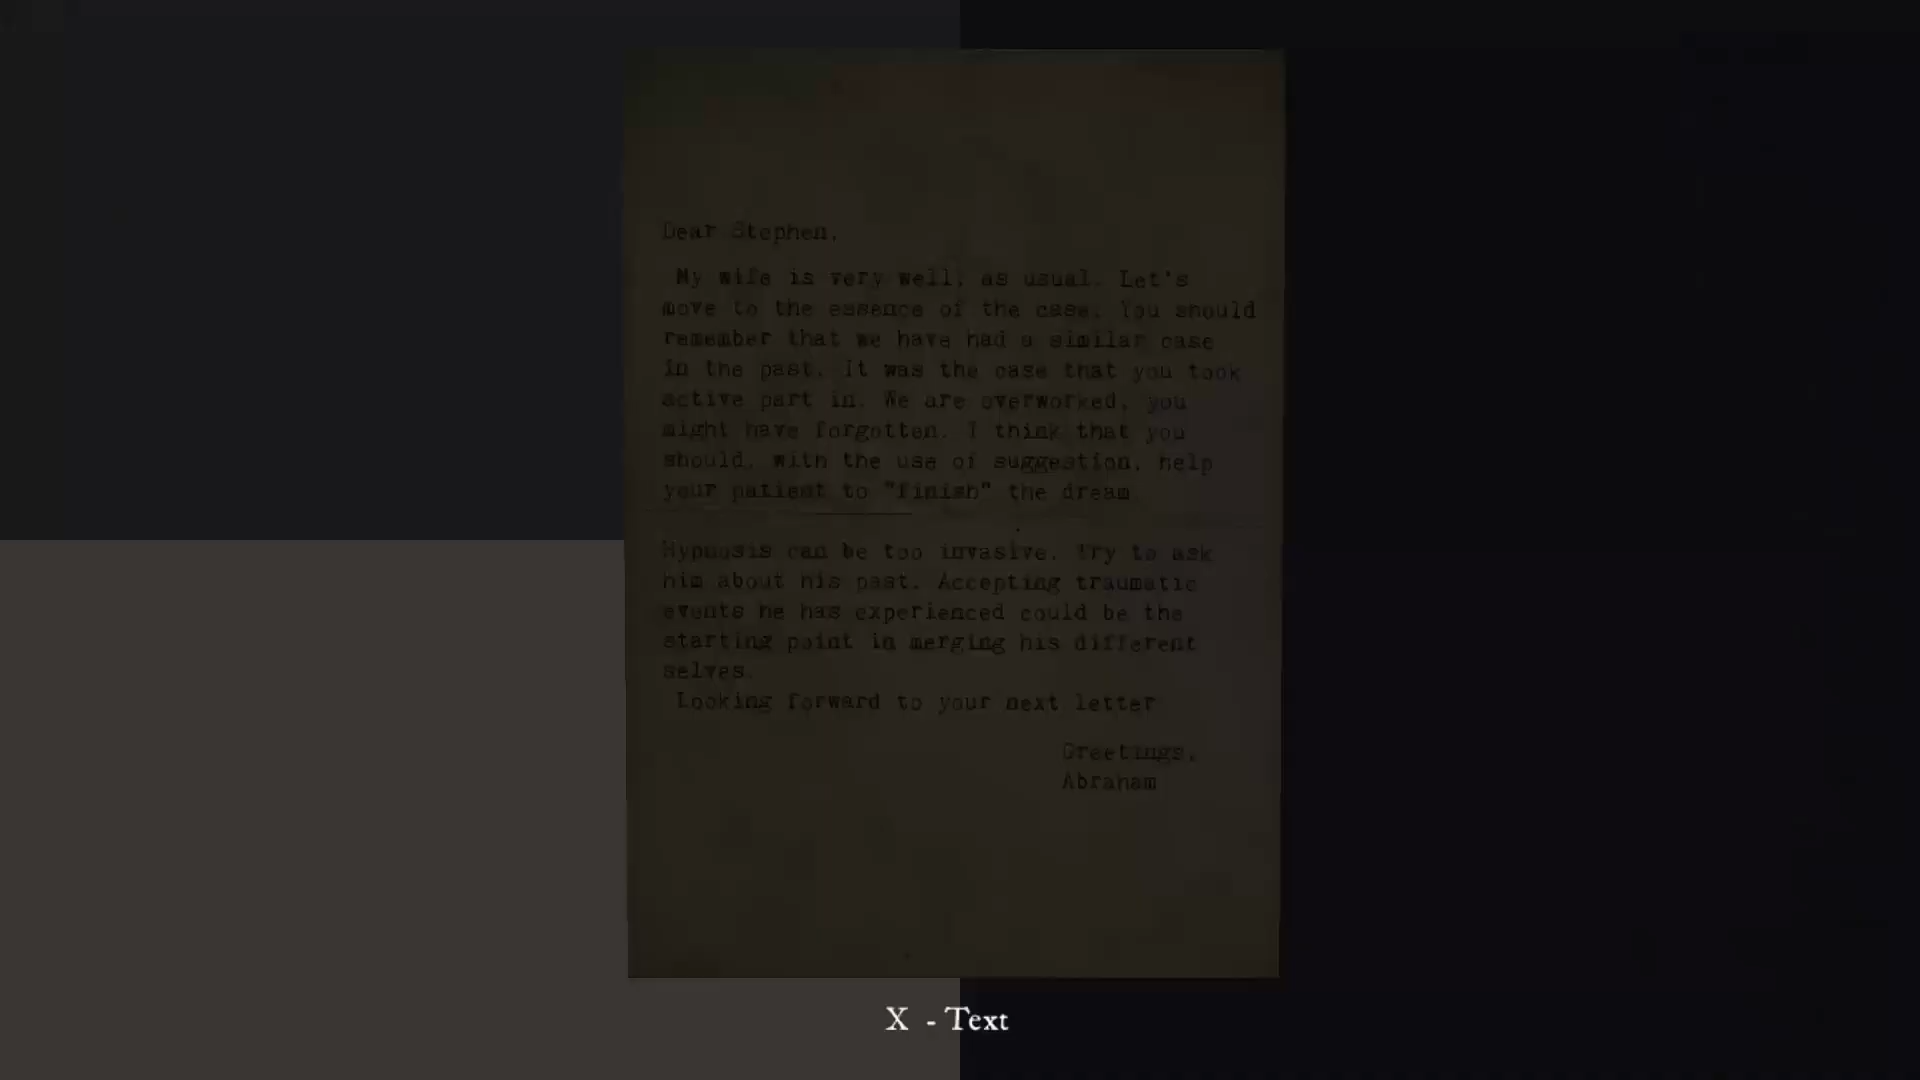 Dear Stephen,
My wife is very well, as usual. Let's
move to the essence of the case. You should
remember that we have had a similar case
in the past. It was the case that you took
active part in. We are overworked, you
might have forgotten. I think that you
should, with the use of suggestion, help
your patient to "finish" the dream
Hypnosis can be too invasive. Try to ask
him about his past. Accepting traumatic
events he has experienced could be the
starting point in merging his different
selves.
Looking forward to your next letter
Greetings,
Abraham
X - Text